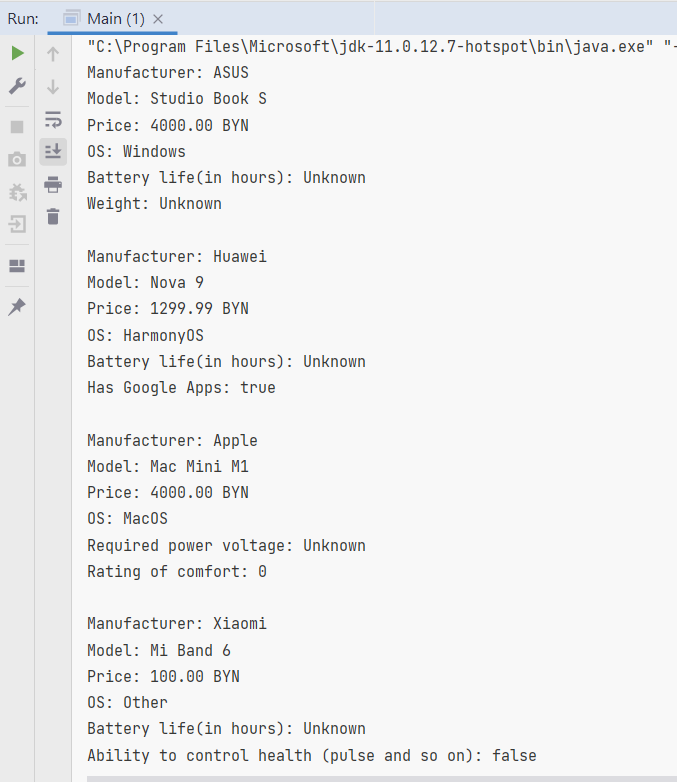 Run: Main (1)
"C:\Program Files\Microsoft\jdk-11.0.12.7-hotspot\bin\java.exe" "-
Manufacturer: ASUS
Model: Studio Book S
Price: 4000.00 BYN
OS: Windows
Battery life(in hours): Unknown
Weight: Unknown
Manufacturer: Huawei
Model: Nova 9
Price: 1299.99 BYN
OS: HarmonyOS
Battery life(in hours): Unknown
Has Google Apps: true
Manufacturer: Apple
Model: Mac Mini M1
Price: 4000.00 BYN
OS: MacOS
Required power voltage: Unknown
Rating of comfort: 0
Manufacturer: Xiaomi
Model: Mi Band 6
Price: 100.00 BYN
OS: Other
Battery life(in hours): Unknown
Ability to control health (pulse and so on): false